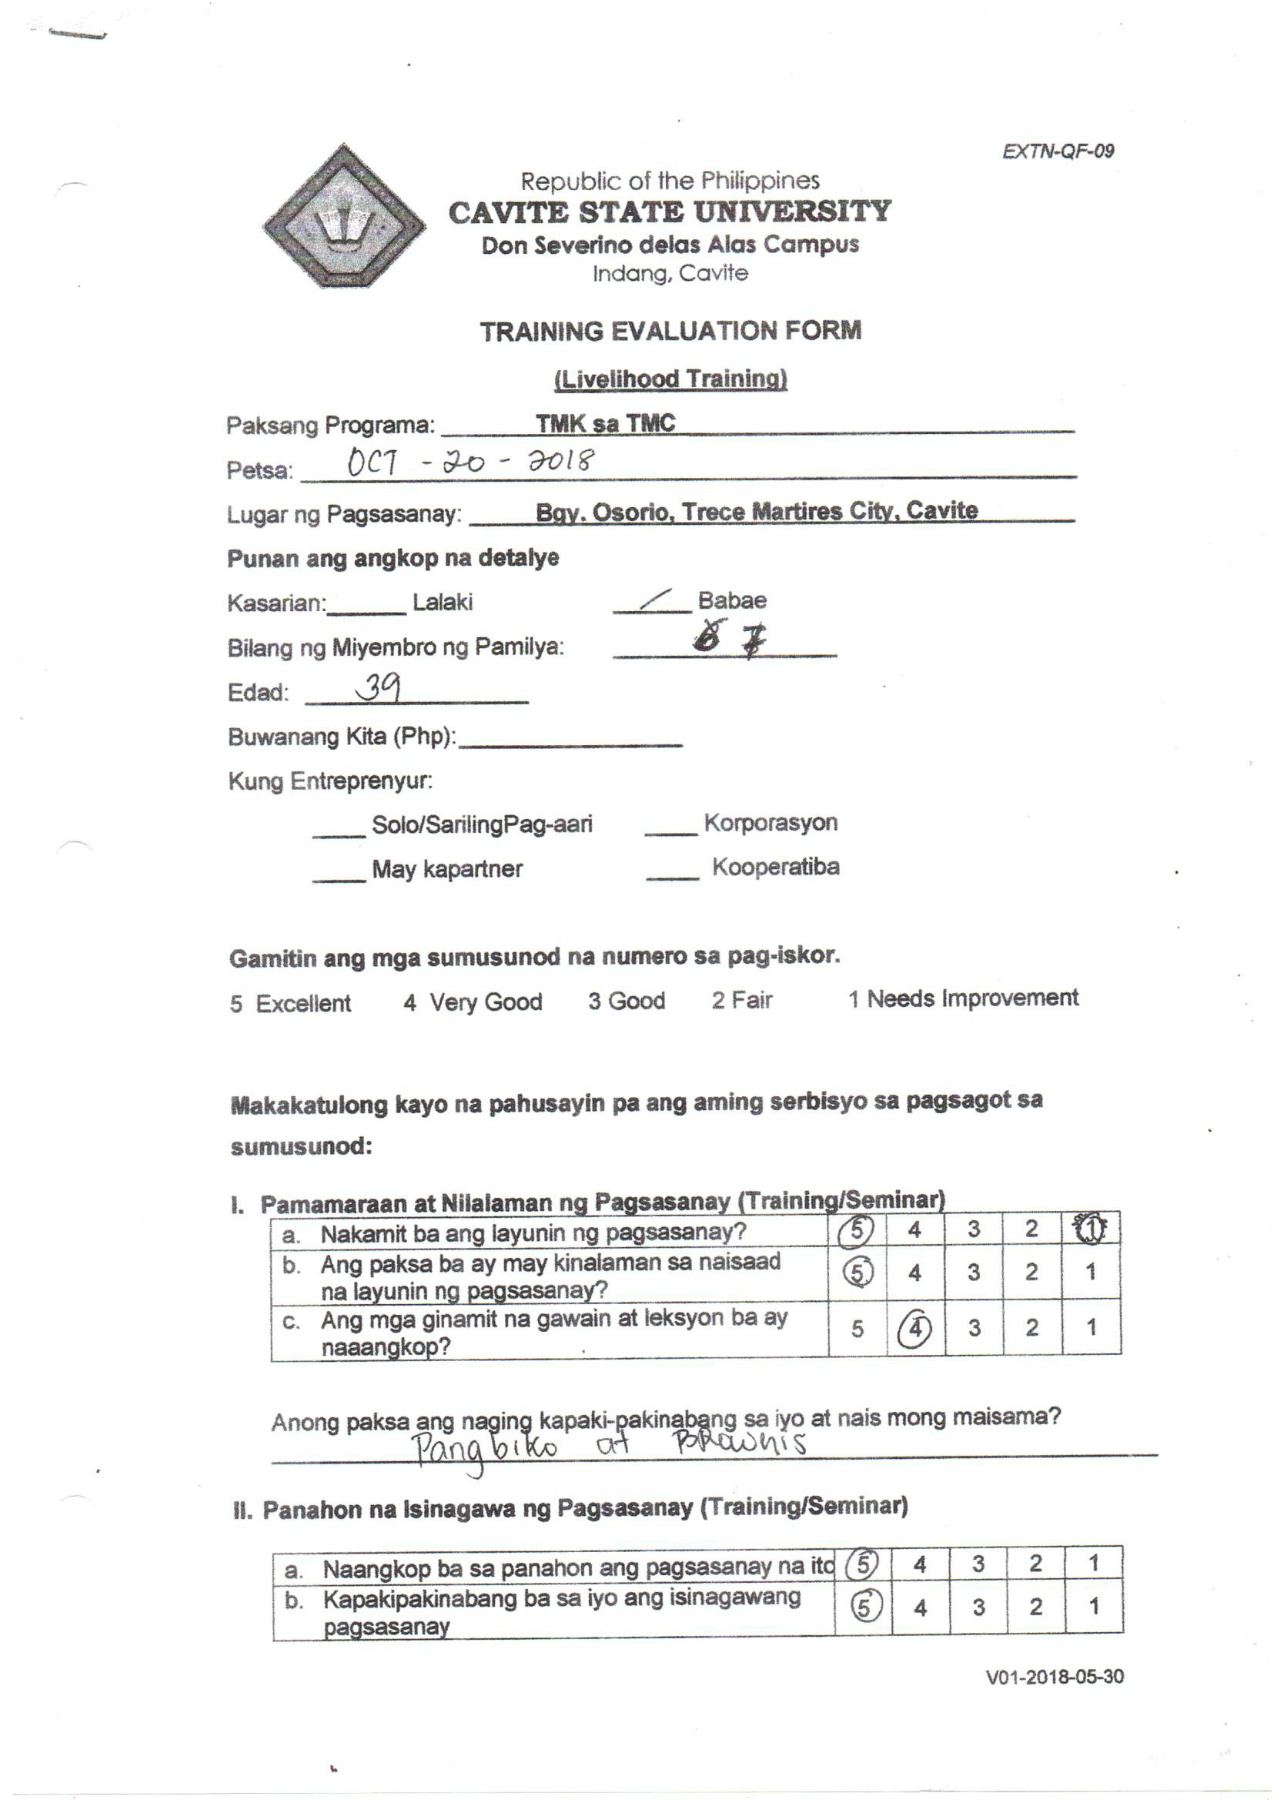 EXTN-QF-09
Republic of the Philippines
CAVITE STATE UNIVERSITY
Don Severino delas Alas Campus
Indang, Cavite
TRAINING EVALUATION FORM
(Livelihood Training)
Paksang Programa: TMK sa TMC
Petsa: OCT - 20 - 2018
Lugar ng Pagsasanay: Bgy. Osorio, Trece Martires City, Cavite
Punan ang angkop na detalye
Kasarian: Lalaki / Babae
Bilang ng Miyembro ng Pamilya: 7
Edad: 39
Buwanang Kita (Php):
Kung Entreprenyur:
Solo/SarilingPag-aari Korporasyon
May kapartner Kooperatiba
Gamitin ang mga sumusunod na numero sa pag-iskor.
5 Excellent 4 Very Good 3 Good 2 Fair 1 Needs Improvement
Makakatulong kayo na pahusayin pa ang aming serbisyo sa pagsagot sa
sumusunod:
I. Pamamaraan at Nilalaman ng Pagsasanay (Training/Seminar)
a. Nakamit ba ang layunin ng pagsasanay? 5 4 3 2 1
b. Ang paksa ba ay may kinalaman sa naisaad
na layunin ng pagsasanay? 5 4 3 2 1
c. Ang mga ginamit na gawain at leksyon ba ay
naaangkop? 5 4 3 2 1
Anong paksa ang naging kapaki-pakinabang sa iyo at nais mong maisama?
Pangbiko at BRawnis
II. Panahon na Isinagawa ng Pagsasanay (Training/Seminar)
a. Naangkop ba sa panahon ang pagsasanay na ito 5 4 3 2 1
b. Kapakipakinabang ba sa iyo ang isinagawang
pagsasanay 5 4 3 2 1
V01-2018-05-30